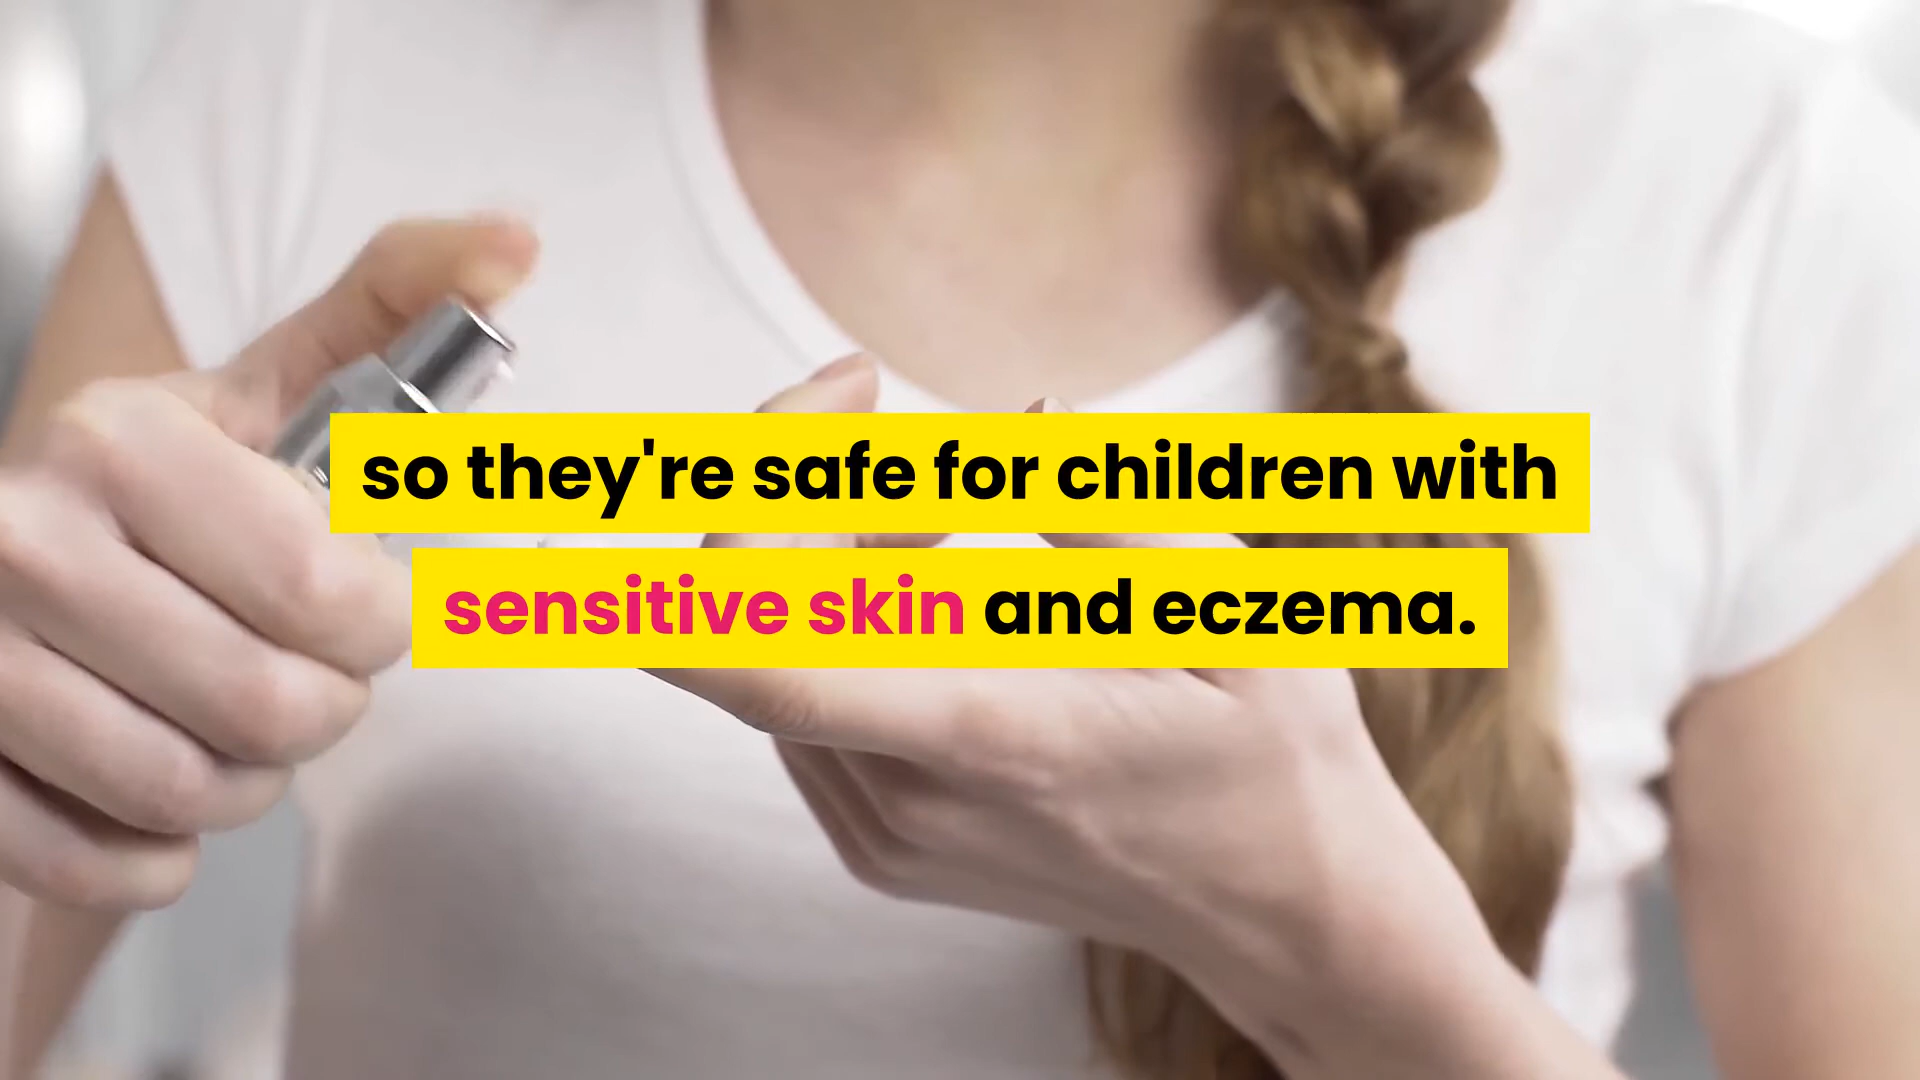 so they're safe for children with
sensitive skin and eczema.